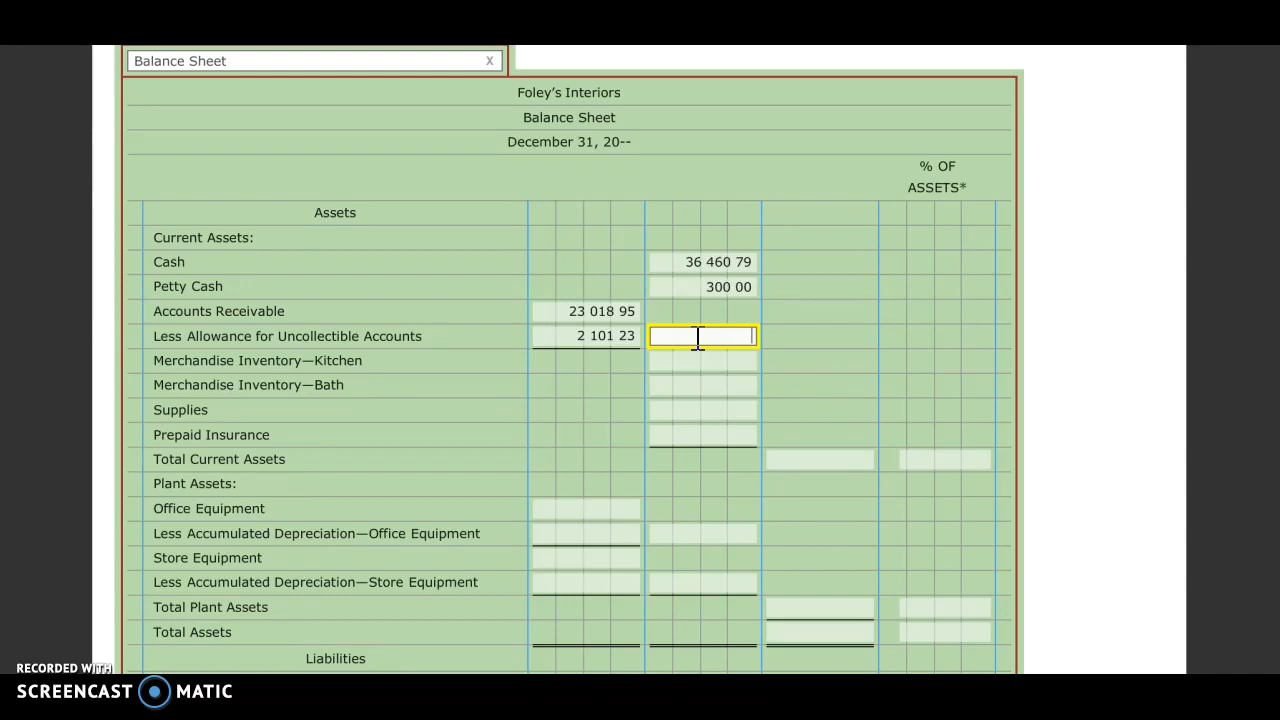 Balance Sheet X
Foley’s Interiors
Balance Sheet
December 31, 20--
% OF
ASSETS*
Assets
Current Assets:
Cash 36 460 79
Petty Cash 300 00
Accounts Receivable 23 018 95
Less Allowance for Uncollectible Accounts 2 101 23
Merchandise Inventory—Kitchen
Merchandise Inventory—Bath
Supplies
Prepaid Insurance
Total Current Assets
Plant Assets:
Office Equipment
Less Accumulated Depreciation—Office Equipment
Store Equipment
Less Accumulated Depreciation—Store Equipment
Total Plant Assets
Total Assets
Liabilities
RECORDED WITH
SCREENCAST MATIC